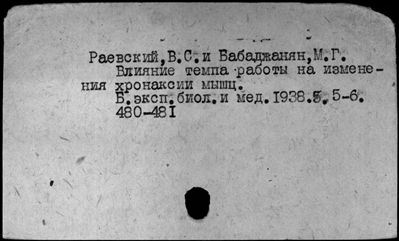 Раевский,В.С.и Бабаджанян,М.Г.
Влияние темпа работы на измене-
ния хронаксии мышц.
Б.эксп.биол.и мед.1938.5, 5-6.
480-481